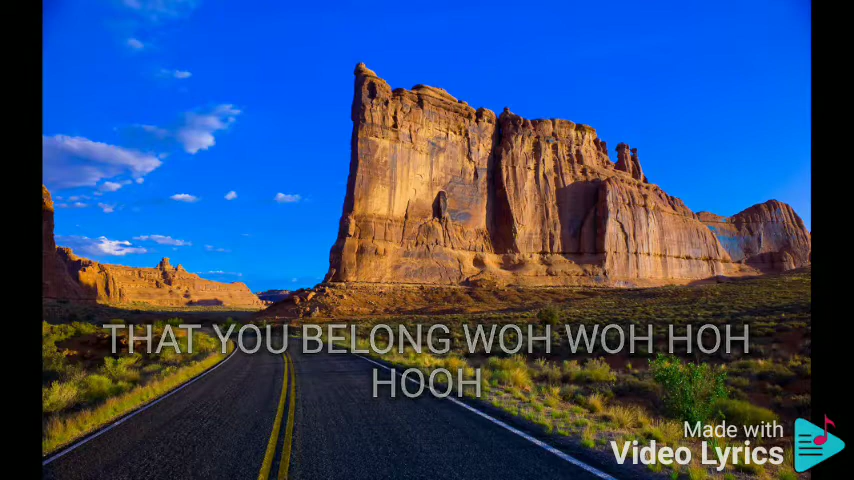 THAT YOU BELONG WOH WOH HOH
HOOH
Made with
Video Lyrics